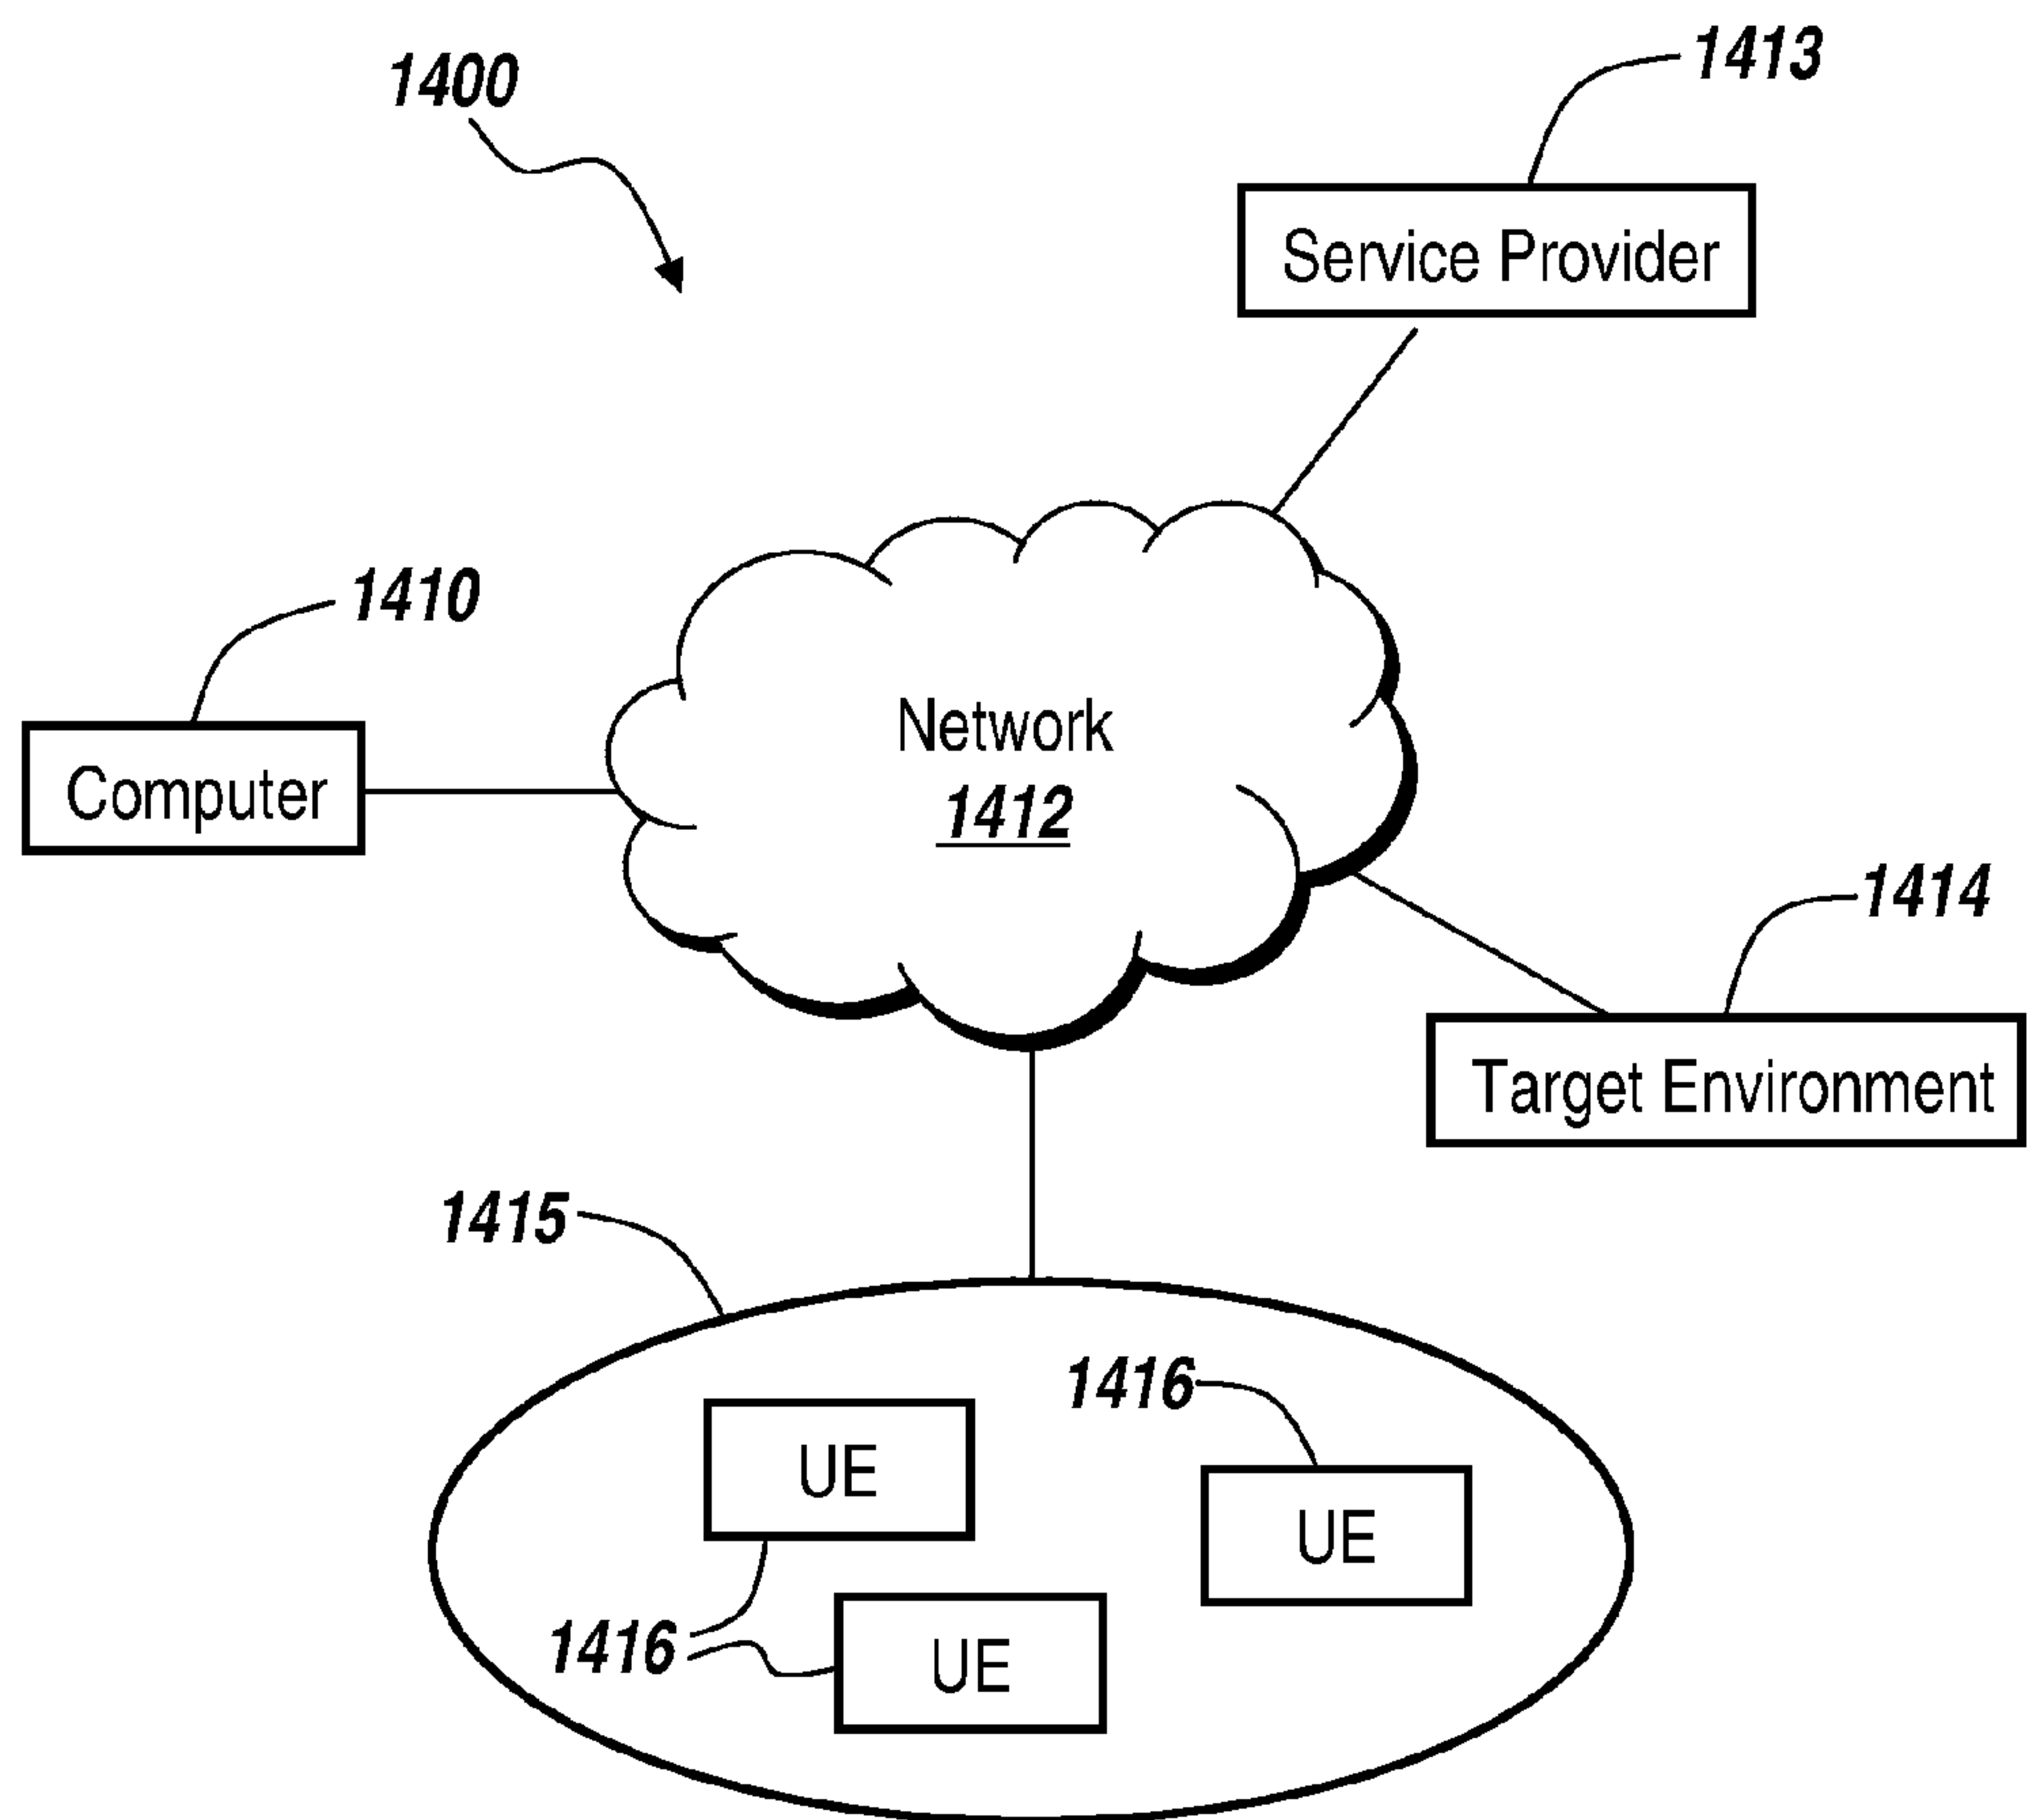 1413
1400
Service Provider
1410
Network
Computer
1412
1414
Target Environment
1415
1416
UE
UE
1416
UE